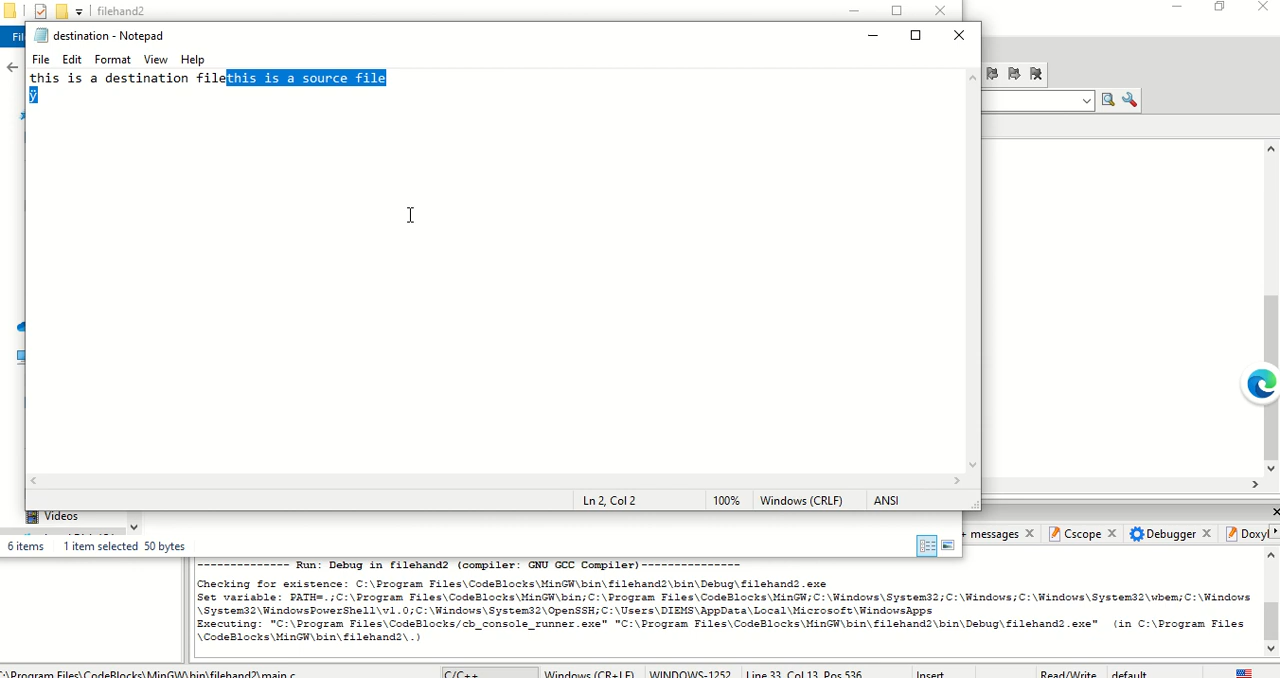 filehand2
destination - Notepad
File Edit Format View Help
Fil
this is a destination filethis is a source file
ÿ
Ln 2, Col 2 100% Windows (CRLF) ANSI
Videos
6 items 1 item selected 50 bytes
messages Cscope Debugger Doxyl
-------------- Run: Debug in filehand2 (compiler: GNU GCC Compiler)---------------
Checking for existence: C:\Program Files\CodeBlocks\MinGW\bin\filehand2\bin\Debug\filehand2.exe
Set variable: PATH=.;C:\Program Files\CodeBlocks\MinGW\bin;C:\Program Files\CodeBlocks\MinGW;C:\Windows\System32;C:\Windows;C:\Windows\System32\wbem;C:\Windows
\System32\WindowsPowerShell\v1.0;C:\Windows\System32\OpenSSH;C:\Users\DIEMS\AppData\Local\Microsoft\WindowsApps
Executing: "C:\Program Files\CodeBlocks/cb_console_runner.exe" "C:\Program Files\CodeBlocks\MinGW\bin\filehand2\bin\Debug\filehand2.exe" (in C:\Program Files
\CodeBlocks\MinGW\bin\filehand2\.)
:\Program Files\CodeBlocks\MinGW\bin\filehand2\main.c C/C++ Windows (CR+LF) WINDOWS-1252 Line 33, Col 13, Pos 536 Insert Read/Write default